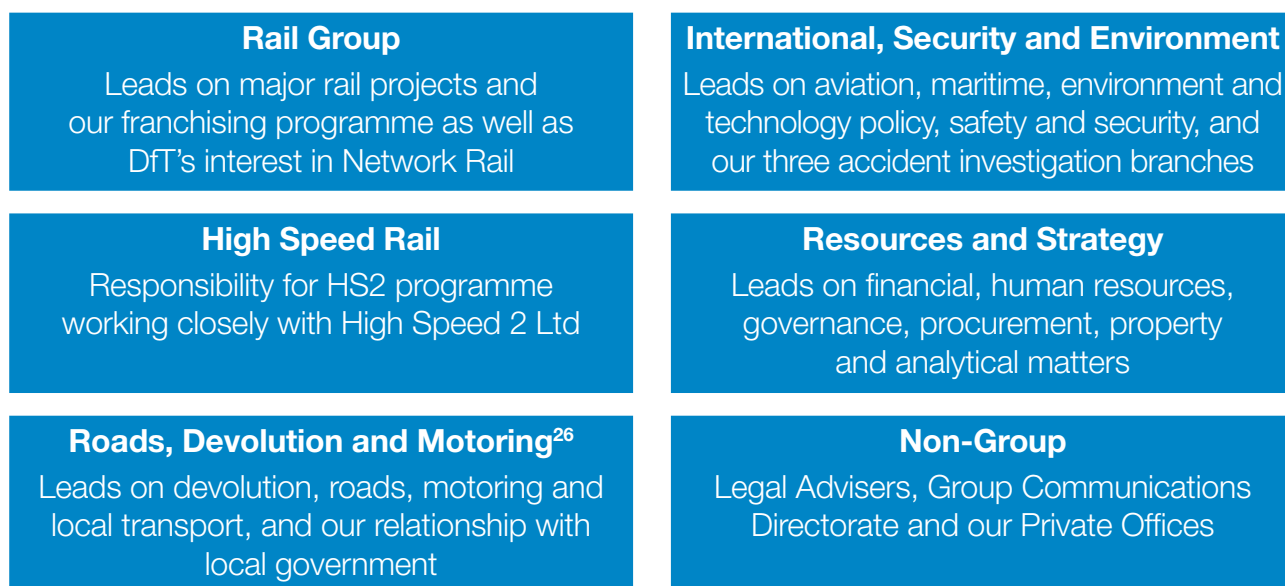 Rail Group
Leads on major rail projects and
our franchising programme as well as
DfT’s interest in Network Rail
International, Security and Environment
Leads on aviation, maritime, environment and
technology policy, safety and security, and
our three accident investigation branches
High Speed Rail
Responsibility for HS2 programme
working closely with High Speed 2 Ltd
Resources and Strategy
Leads on financial, human resources,
governance, procurement, property
and analytical matters
Roads, Devolution and Motoring26
Leads on devolution, roads, motoring and
local transport, and our relationship with
local government
Non-Group
Legal Advisers, Group Communications
Directorate and our Private Offices